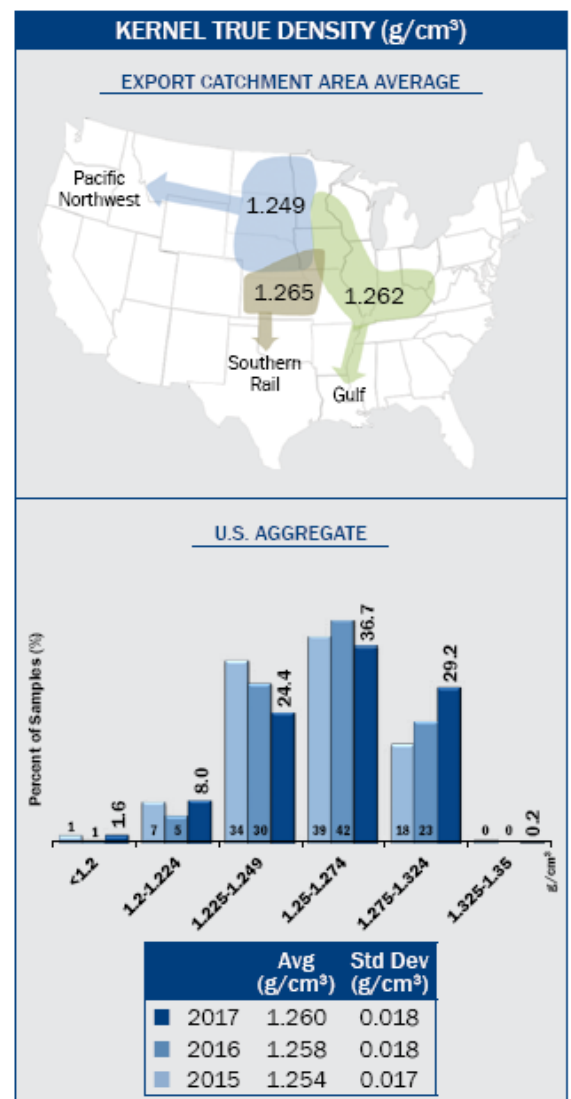 KERNEL TRUE DENSITY (g/cm³)
EXPORT CATCHMENT AREA AVERAGE
Pacific
Northwest
1.249
1.265
1.262
Southern
Rail
Gulf
U.S. AGGREGATE
Percent of Samples (%)
1
1
1.6
7
5
8.0
34
30
24.4
39
42
36.7
18
23
29.2
0
0
0.2
<1.2
1.2-1.224
1.225-1.249
1.25-1.274
1.275-1.324
1.325-1.35
g/cm³
Avg Std Dev
(g/cm³) (g/cm³)
2017 1.260 0.018
2016 1.258 0.018
2015 1.254 0.017